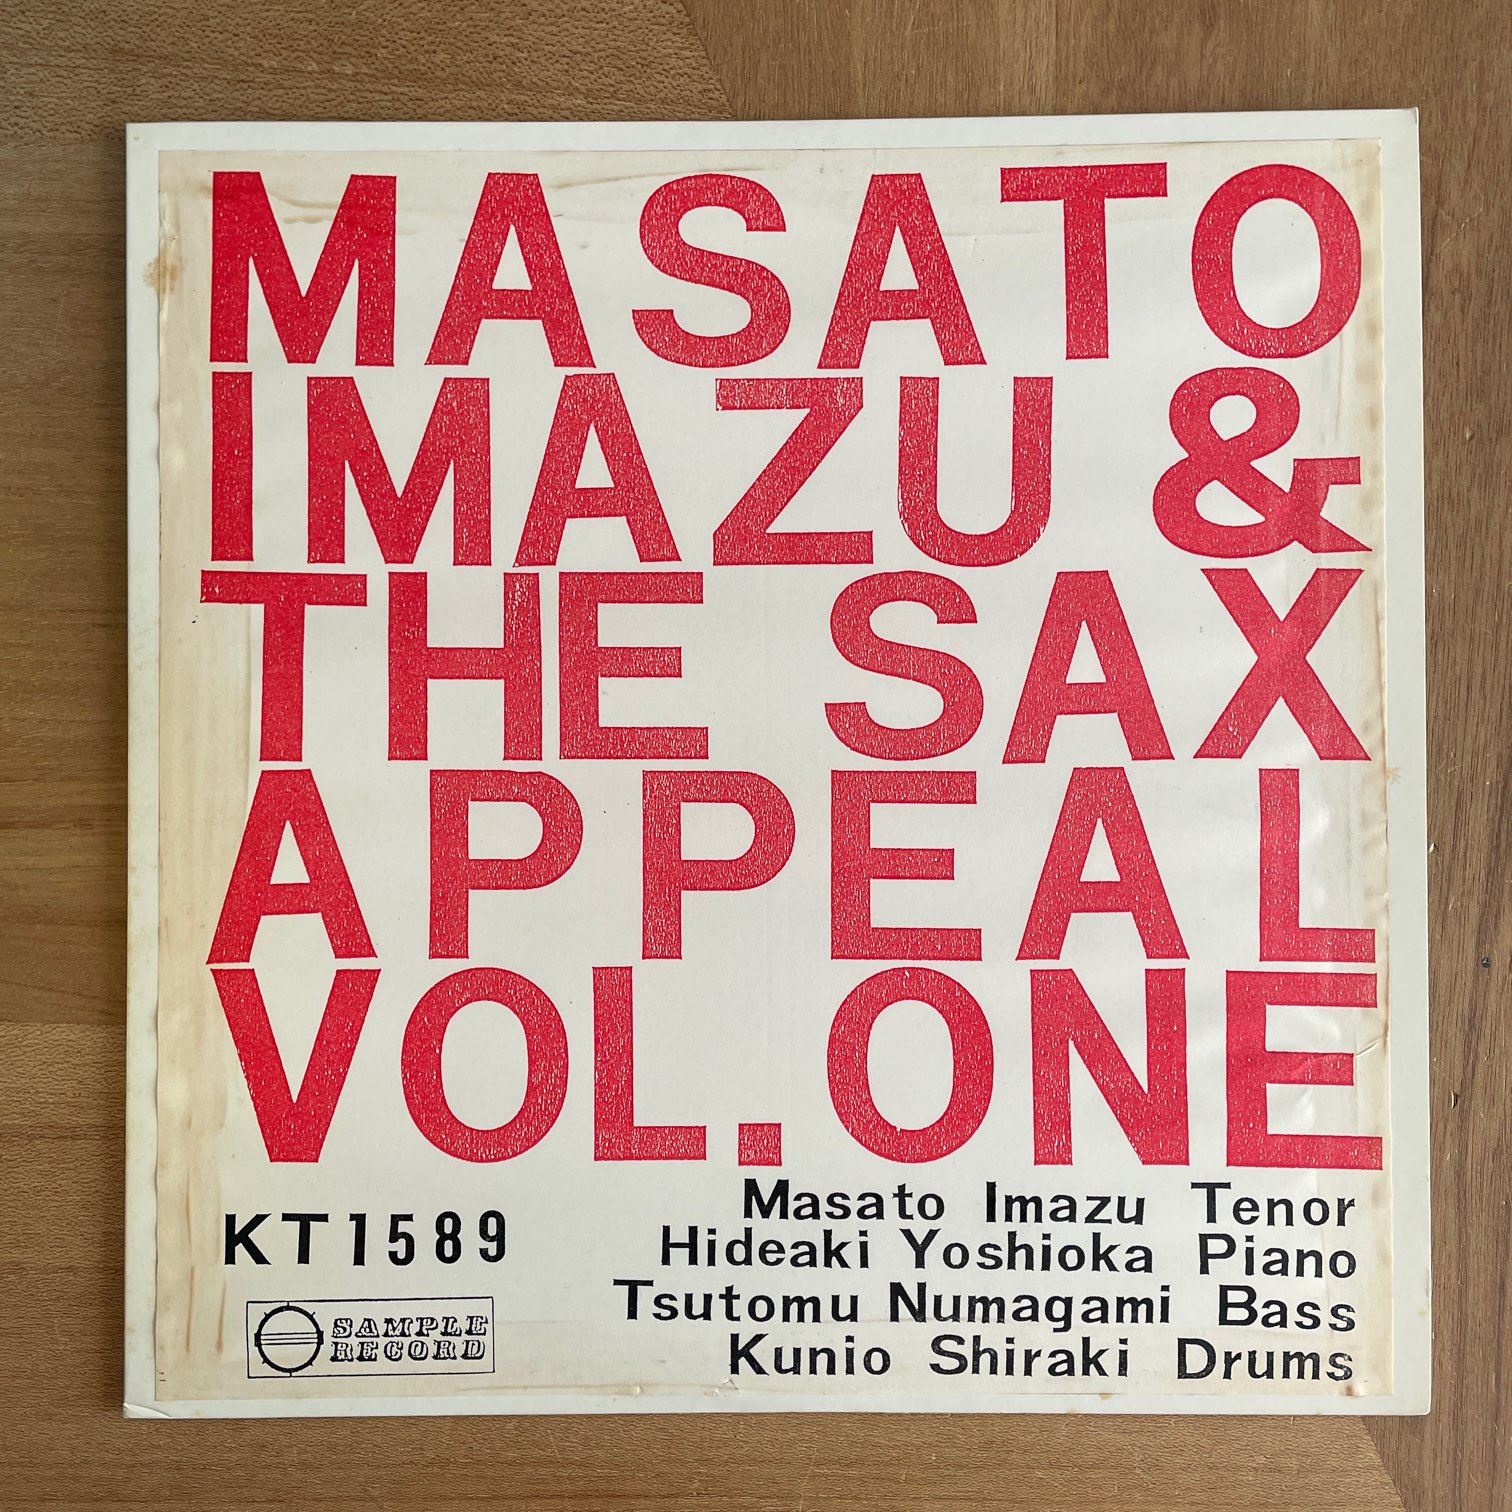 MASATO
IMAZU &
THE SAX
APPEAL
VOL. ONE
KT1589
SAMPLE
RECORD
Masato Imazu Tenor
Hideaki Yoshioka Piano
Tsutomu Numagami Bass
Kunio Shiraki Drums